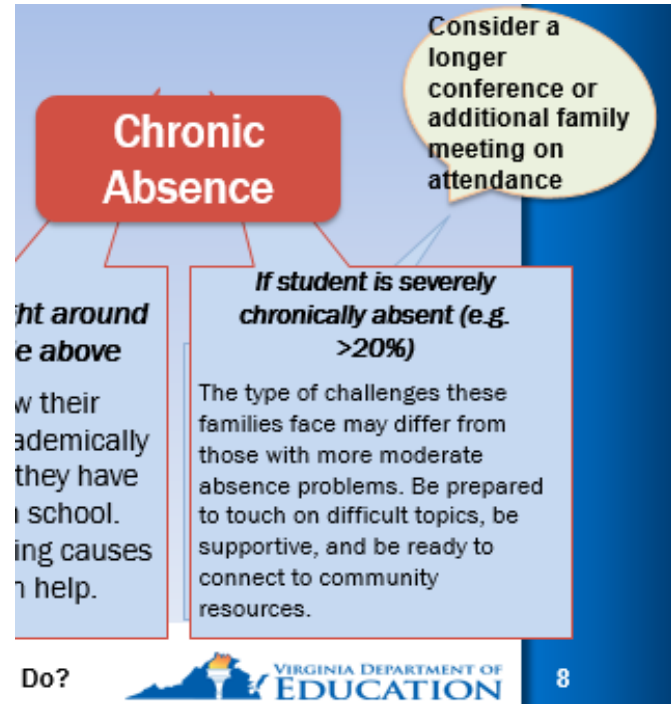 Consider a
longer
conference or
additional family
meeting on
attendance
Chronic
Absence
ht around
e above
w their
ademically
they have
school.
ing causes
help.
If student is severely
chronically absent (e.g.
>20%)
The type of challenges these
families face may differ from
those with more moderate
absence problems. Be prepared
to touch on difficult topics, be
supportive, and be ready to
connect to community
resources.
Do?
VIRGINIA DEPARTMENT OF
EDUCATION
8